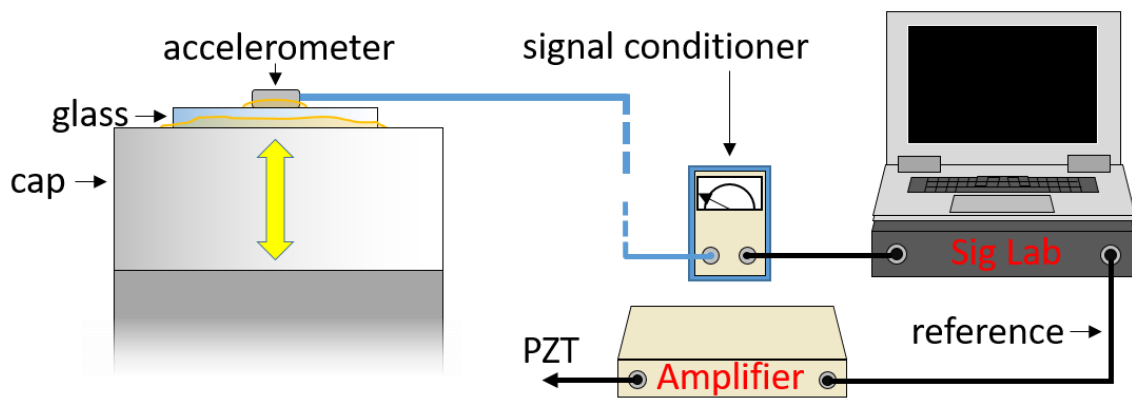 accelerometer
signal conditioner
glass
cap
Sig Lab
reference
PZT
Amplifier